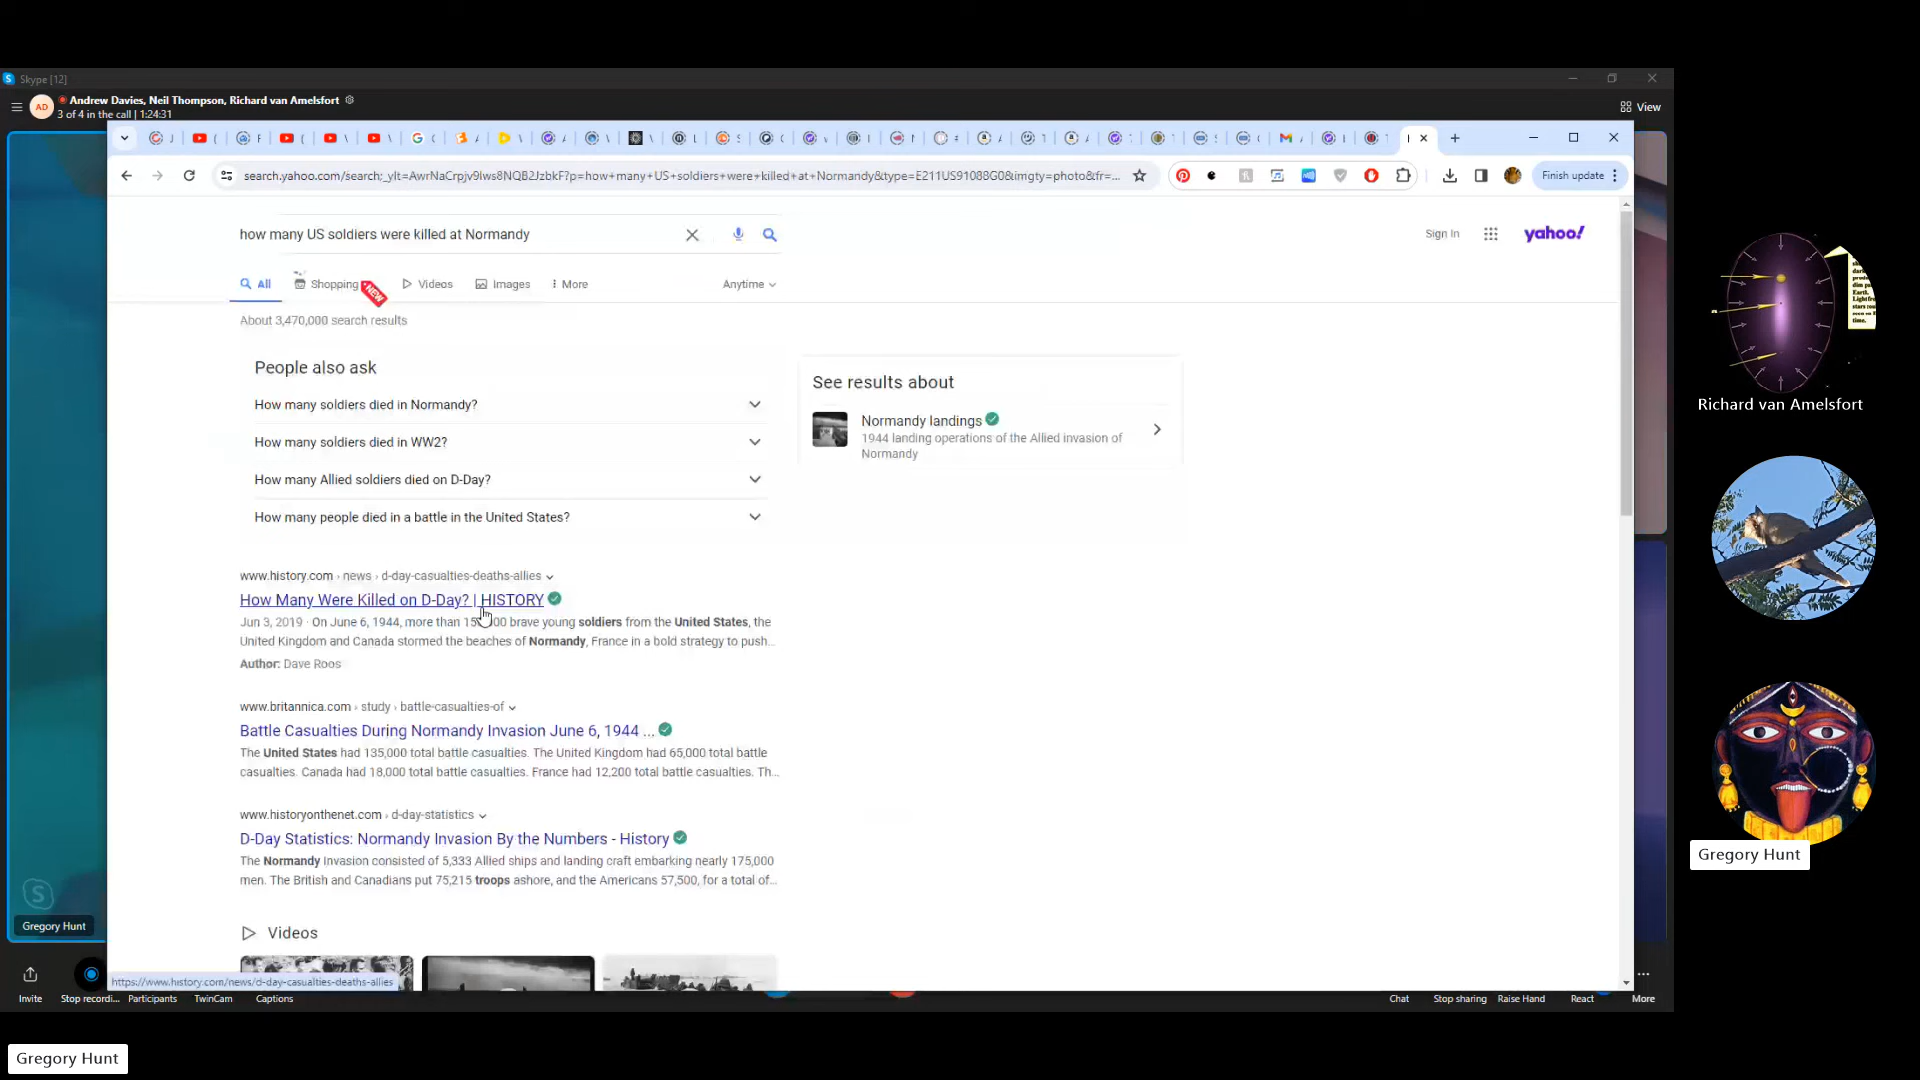 Skype [12]
AD
Andrew Davies, Neil Thompson, Richard van Amelsfort
3 of 4 in the call | 1:24:31
View
search.yahoo.com/search;_ylt=AwrNaCrpjv9lws8NQB2JzbkF?p=how+many+US+soldiers+were+killed+at+Normandy&type=E211US91088G0&imgty=photo&fr=...
Finish update
how many US soldiers were killed at Normandy
Sign In
yahoo!
All
Shopping
NEW
Videos
Images
More
Anytime
About 3,470,000 search results
People also ask
How many soldiers died in Normandy?
How many soldiers died in WW2?
How many Allied soldiers died on D-Day?
How many people died in a battle in the United States?
See results about
Normandy landings
1944 landing operations of the Allied invasion of
Normandy
www.history.com › news › d-day-casualties-deaths-allies
How Many Were Killed on D-Day? | HISTORY
Jun 3, 2019 · On June 6, 1944, more than 15 00 brave young soldiers from the United States, the
United Kingdom and Canada stormed the beaches of Normandy, France in a bold strategy to push...
Author: Dave Roos
www.britannica.com › study › battle-casualties-of
Battle Casualties During Normandy Invasion June 6, 1944 ...
The United States had 135,000 total battle casualties. The United Kingdom had 65,000 total battle
casualties. Canada had 18,000 total battle casualties. France had 12,200 total battle casualties. Th...
www.historyonthenet.com › d-day-statistics
D-Day Statistics: Normandy Invasion By the Numbers - History
The Normandy Invasion consisted of 5,333 Allied ships and landing craft embarking nearly 175,000
men. The British and Canadians put 75,215 troops ashore, and the Americans 57,500, for a total of...
Videos
https://www.history.com/news/d-day-casualties-deaths-allies
Gregory Hunt
Invite
Stop recordi...
Participants
TwinCam
Captions
Chat
Stop sharing
Raise Hand
React
More
Richard van Amelsfort
Gregory Hunt
Gregory Hunt